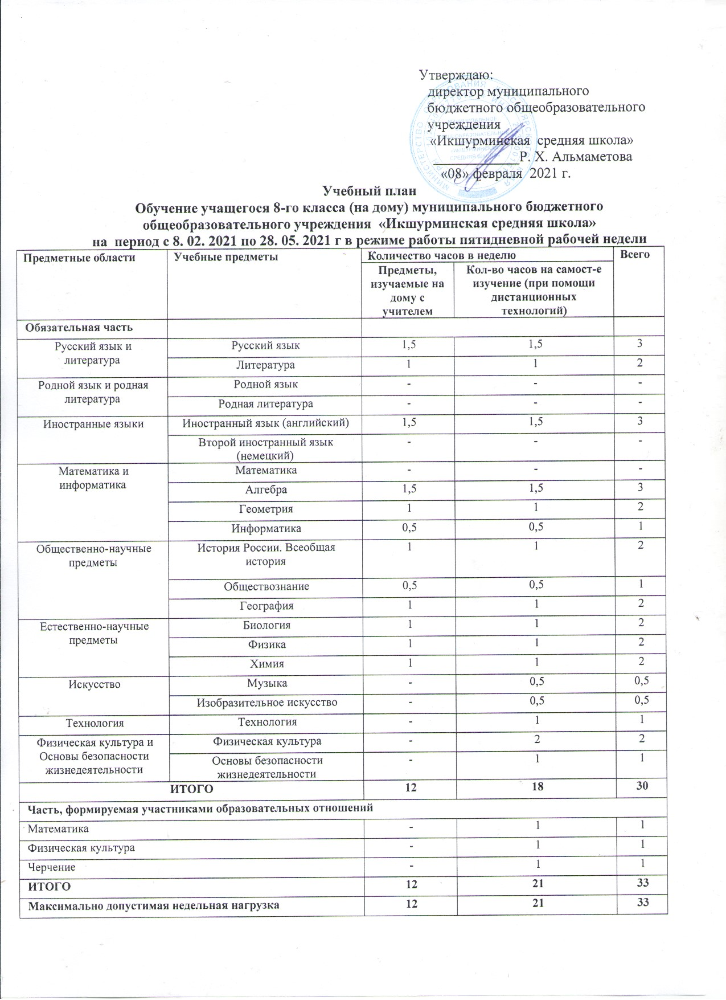 Утверждаю:
директор муниципального
бюджетного общеобразовательного
учреждения
«Икшурминская средняя школа»
____________Р. Х. Альмаметова
«08» февраля 2021 г.
Учебный план
Обучение учащегося 8-го класса (на дому) муниципального бюджетного
общеобразовательного учреждения «Икшурминская средняя школа»
на период с 8. 02. 2021 по 28. 05. 2021 г в режиме работы пятидневной рабочей недели
Предметные области Учебные предметы Количество часов в неделю Всего
Предметы, изучаемые на дому с учителем Кол-во часов на самост-е изучение (при помощи дистанционных технологий)
Обязательная часть
Русский язык и литература Русский язык 1,5 1,5 3
Литература 1 1 2
Родной язык и родная литература Родной язык - - -
Родная литература - - -
Иностранные языки Иностранный язык (английский) 1,5 1,5 3
Второй иностранный язык (немецкий) - - -
Математика и информатика Математика - - -
Алгебра 1,5 1,5 3
Геометрия 1 1 2
Информатика 0,5 0,5 1
Общественно-научные предметы История России. Всеобщая история 1 1 2
Обществознание 0,5 0,5 1
География 1 1 2
Естественно-научные предметы Биология 1 1 2
Физика 1 1 2
Химия 1 1 2
Искусство Музыка - 0,5 0,5
Изобразительное искусство - 0,5 0,5
Технология Технология - 1 1
Физическая культура и Основы безопасности жизнедеятельности Физическая культура - 2 2
Основы безопасности жизнедеятельности - 1 1
ИТОГО 12 18 30
Часть, формируемая участниками образовательных отношений
Математика - 1 1
Физическая культура - 1 1
Черчение - 1 1
ИТОГО 12 21 33
Максимально допустимая недельная нагрузка 12 21 33